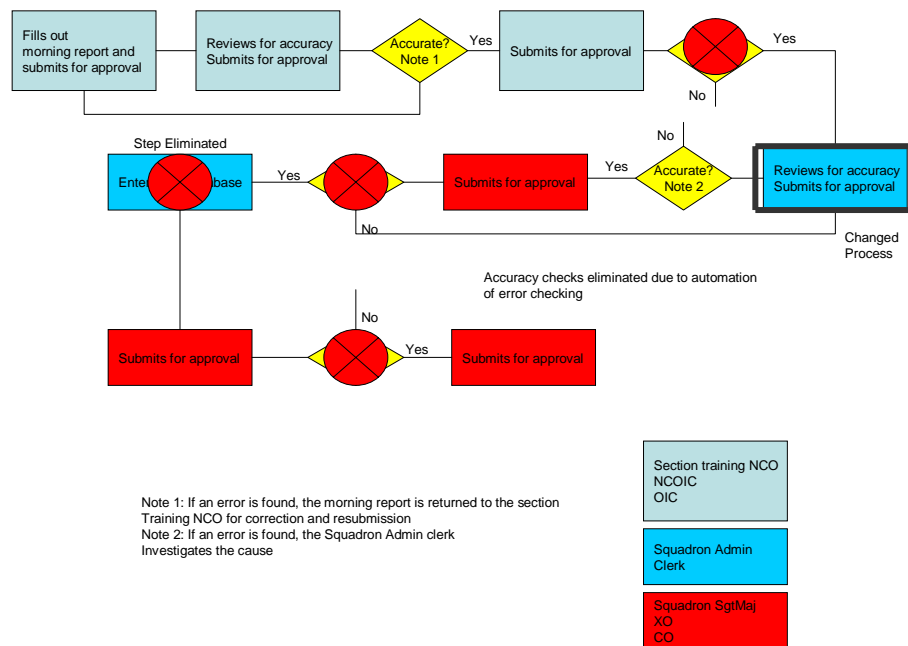 Fills out
morning report and
submits for approval
Reviews for accuracy
Submits for approval
Accurate?
Note 1
Yes
Submits for approval
Yes
No
Step Eliminated
Yes
Submits for approval
Yes
No
Accurate?
Note 2
Reviews for accuracy
Submits for approval
No
Changed
Process
Accuracy checks eliminated due to automation
of error checking
Submits for approval
No
Yes
Submits for approval
Note 1: If an error is found, the morning report is returned to the section
Training NCO for correction and resubmission
Note 2: If an error is found, the Squadron Admin clerk
Investigates the cause
Section training NCO
NCOIC
OIC
Squadron Admin
Clerk
Squadron SgtMaj
XO
CO